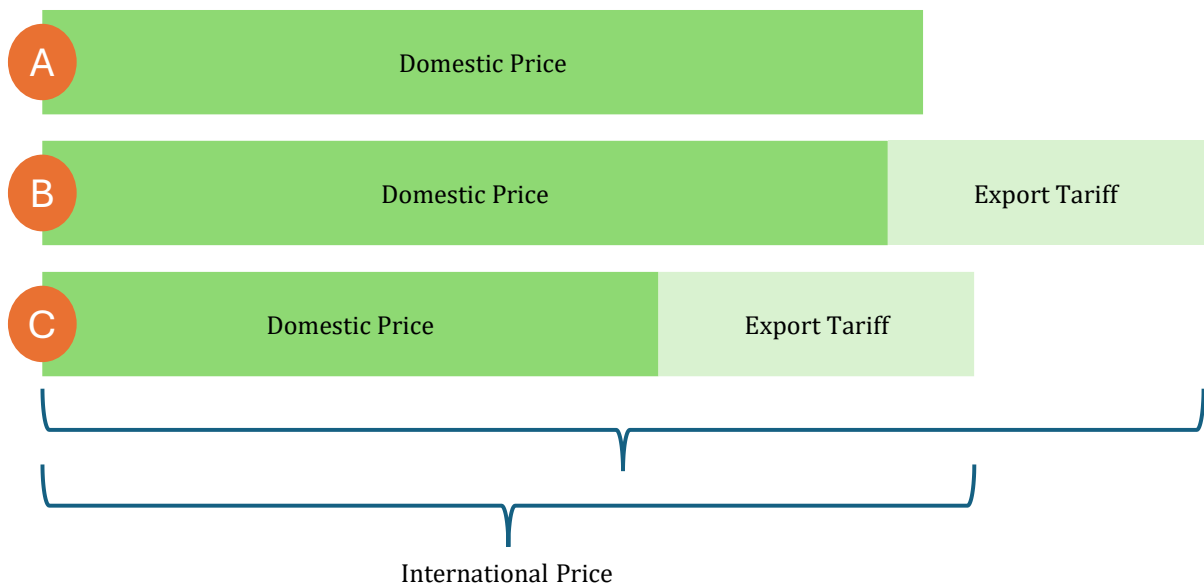 A
Domestic Price
B
Domestic Price
Export Tariff
C
Domestic Price
Export Tariff
International Price